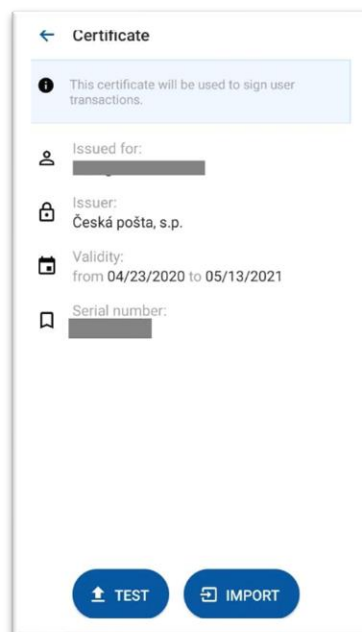 Certificate
This certificate will be used to sign user
transactions.
Issued for:
Issuer:
Česká pošta, s.p.
Validity:
from 04/23/2020 to 05/13/2021
Serial number:
TEST
IMPORT